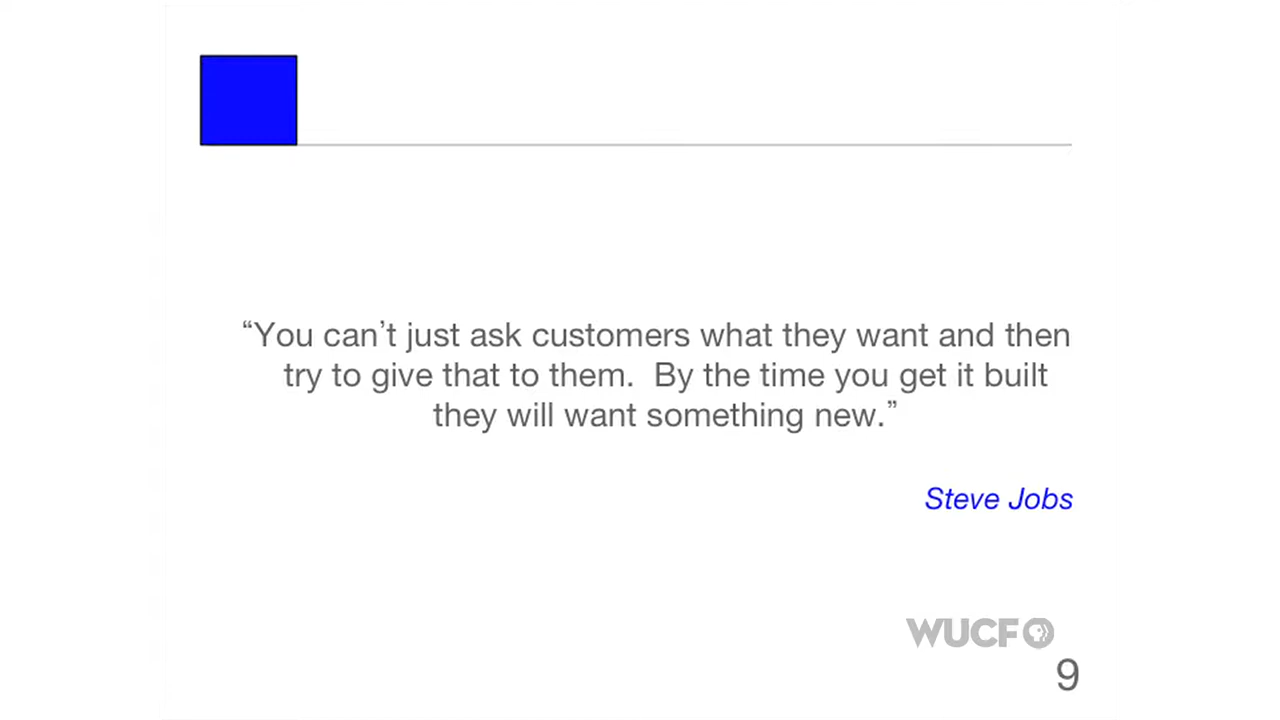 “You can’t just ask customers what they want and then
try to give that to them.  By the time you get it built
they will want something new.”
Steve Jobs
WUCF
9